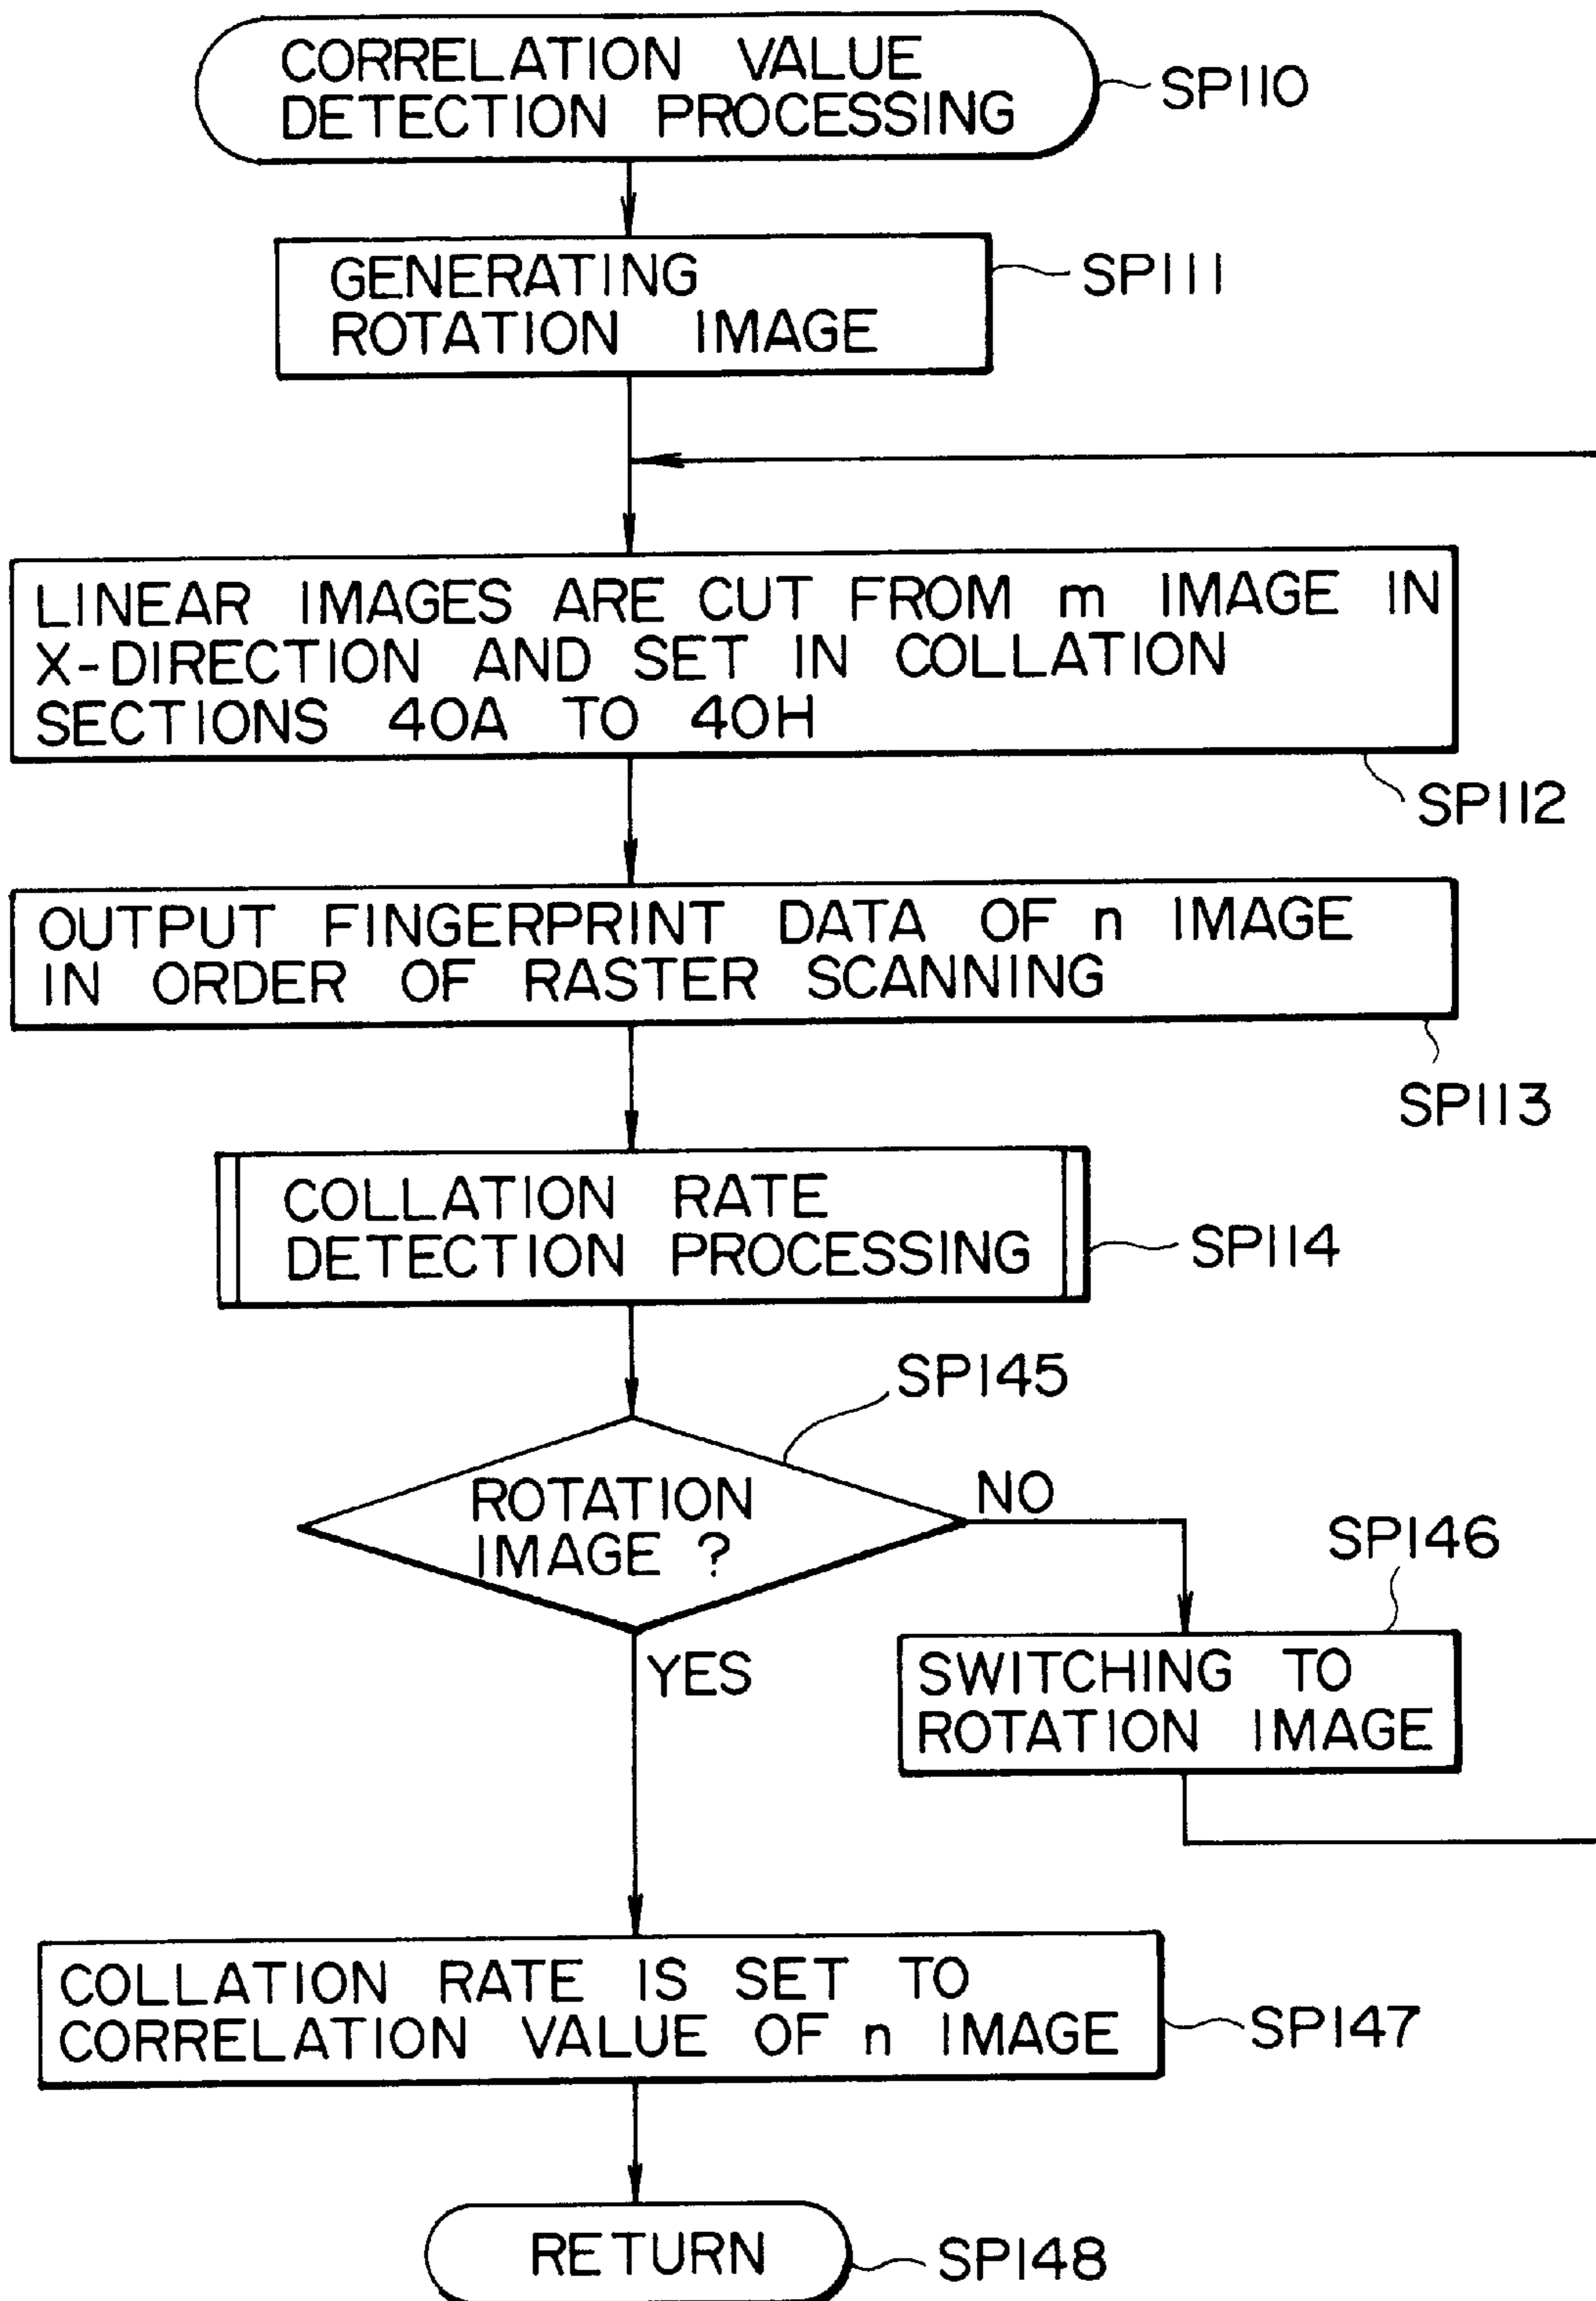 CORRELATION VALUE
DETECTION PROCESSING
SP110
GENERATING
ROTATION IMAGE
SP111
LINEAR IMAGES ARE CUT FROM m IMAGE IN
X-DIRECTION AND SET IN COLLATION
SECTIONS 40A TO 40H
SP112
OUTPUT FINGERPRINT DATA OF n IMAGE
IN ORDER OF RASTER SCANNING
SP113
COLLATION RATE
DETECTION PROCESSING
SP114
SP145
ROTATION
IMAGE ?
NO
SP146
YES
SWITCHING TO
ROTATION IMAGE
COLLATION RATE IS SET TO
CORRELATION VALUE OF n IMAGE
SP147
RETURN
SP148